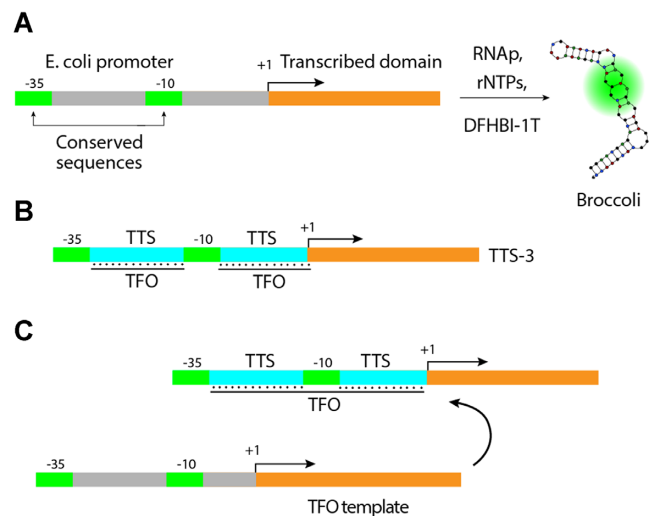 A
E. coli promoter
+1
Transcribed domain
-35
-10
Conserved
sequences
RNAp,
rNTPs,
DFHBI-1T
Broccoli
B
-35
TTS
-10
TTS
+1
TTS-3
TFO
TFO
C
-35
TTS
-10
TTS
+1
TFO
-35
-10
+1
TFO template